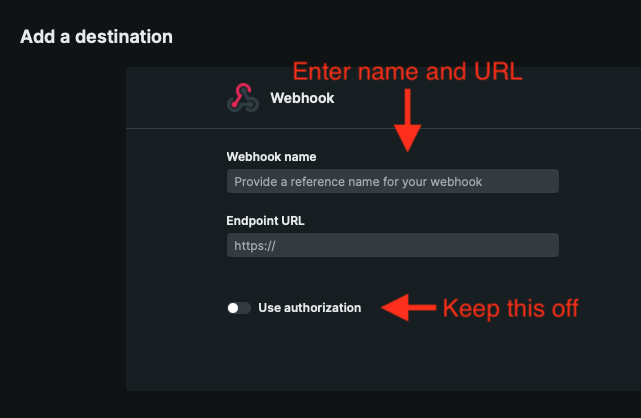 Add a destination
Enter name and URL
Webhook
Webhook name
Provide a reference name for your webhook
Endpoint URL
https://
Use authorization
Keep this off